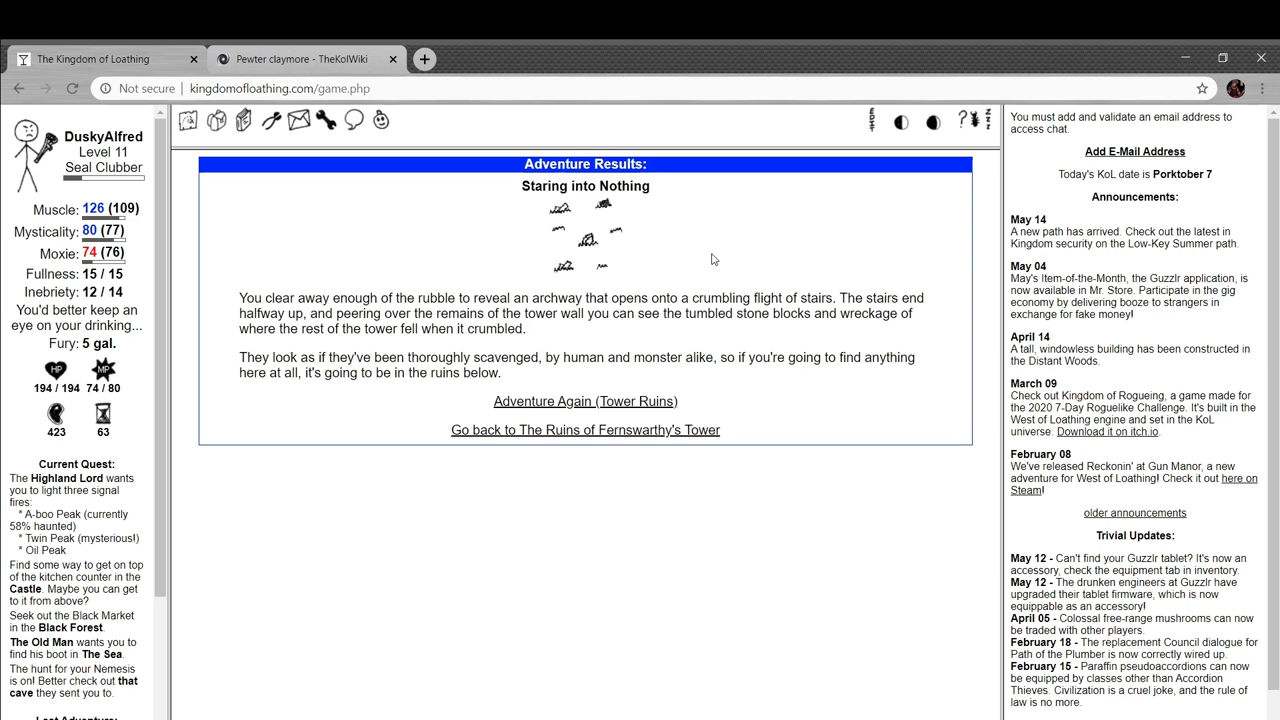 The Kingdom of Loathing
Pewter claymore - TheKolWiki
Not secure
kingdomofloathing.com/game.php
DuskyAlfred
Level 11
Seal Clubber
Muscle: 126 (109)
Mysticality: 80 (77)
Moxie: 74 (76)
Fullness: 15 / 15
Inebriety: 12 / 14
You'd better keep an
eye on your drinking...
Fury: 5 gal.
HP
MP
194 / 194
74 / 80
423
63
Current Quest:
The Highland Lord wants
you to light three signal
fires:
* A-boo Peak (currently
58% haunted)
* Twin Peak (mysterious!)
* Oil Peak
Find some way to get on top
of the kitchen counter in the
Castle. Maybe you can get
to it from above?
Seek out the Black Market
in the Black Forest.
The Old Man wants you to
find his boot in The Sea.
The hunt for your Nemesis
is on! Better check out that
cave they sent you to.
Last Adventure:
Adventure Results:
Staring into Nothing
You clear away enough of the rubble to reveal an archway that opens onto a crumbling flight of stairs. The stairs end
halfway up, and peering over the remains of the tower wall you can see the tumbled stone blocks and wreckage of
where the rest of the tower fell when it crumbled.
They look as if they've been thoroughly scavenged, by human and monster alike, so if you're going to find anything
here at all, it's going to be in the ruins below.
Adventure Again (Tower Ruins)
Go back to The Ruins of Fernswarthy's Tower
You must add and validate an email address to
access chat.
Add E-Mail Address
Today's KoL date is Porktober 7
Announcements:
May 14
A new path has arrived. Check out the latest in
Kingdom security on the Low-Key Summer path.
May 04
May's Item-of-the-Month, the Guzzlr application, is
now available in Mr. Store. Participate in the gig
economy by delivering booze to strangers in
exchange for fake money!
April 14
A tall, windowless building has been constructed in
the Distant Woods.
March 09
Check out Kingdom of Rogueing, a game made for
the 2020 7-Day Roguelike Challenge. It's built in the
West of Loathing engine and set in the KoL
universe. Download it on itch.io.
February 08
We've released Reckonin' at Gun Manor, a new
adventure for West of Loathing! Check it out here on
Steam!
older announcements
Trivial Updates:
May 12 - Can't find your Guzzlr tablet? It's now an
accessory, check the equipment tab in inventory.
May 12 - The drunken engineers at Guzzlr have
upgraded their tablet firmware, which is now
equippable as an accessory!
April 05 - Colossal free-range mushrooms can now
be traded with other players.
February 18 - The replacement Council dialogue for
Path of the Plumber is now correctly wired up.
February 15 - Paraffin pseudoaccordions can now
be equipped by classes other than Accordion
Thieves. Civilization is a cruel joke, and the rule of
law is no more.